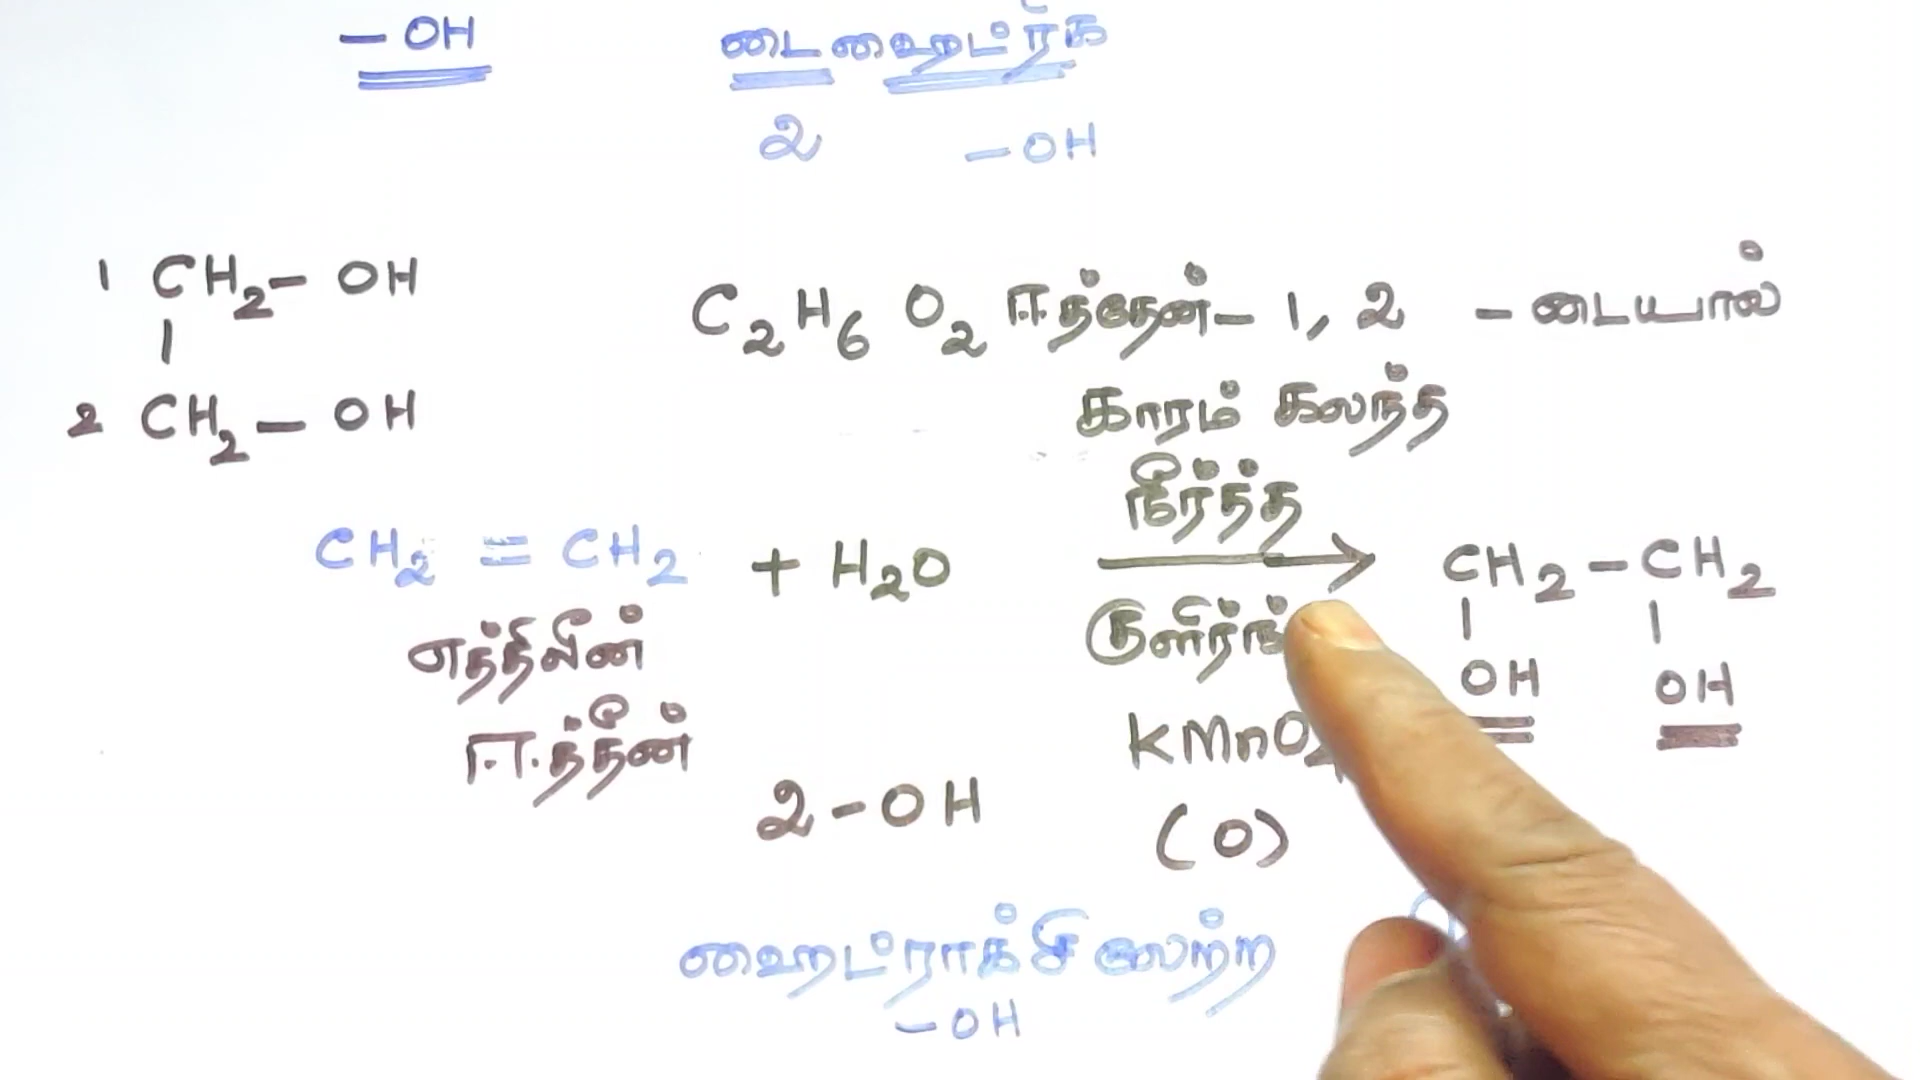 -OH டைஹைட்ரிக்
2 -OH
1 CH2-OH
2 CH2-OH
C2H6O2 ஈத்தேன்-1, 2 -டையால்
காரம் கலந்த
நீர்த்த
CH2 = CH2 + H2O → CH2-CH2
OH OH
எத்திலீன்
ஈத்தீன்
KMnO4
2-OH
(O)
ஹைட்ராக்சிலேற்ற
-OH